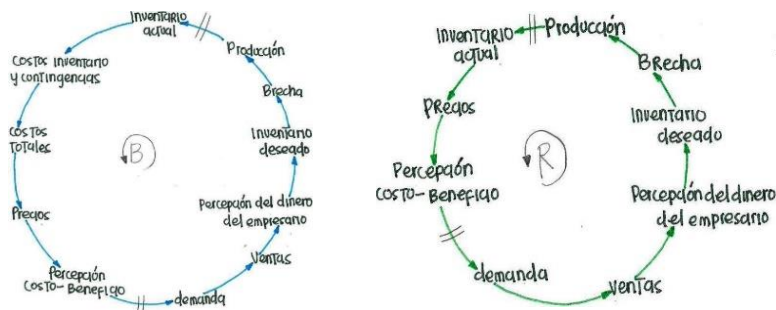 Inventario
actual
Producción
Brecha
Inventario
deseado
Percepción del dinero
del empresario
Ventas
demanda
Percepción
COSTO-Beneficio
Precios
COSTOS
TOTALES
COSTOS Inventario
y contingencias
B
Inventario
actual
Producción
BRecha
Inventario
deseado
Percepción del dinero
del empresario
Ventas
demanda
Percepción
COSTO-Beneficio
PRecios
R